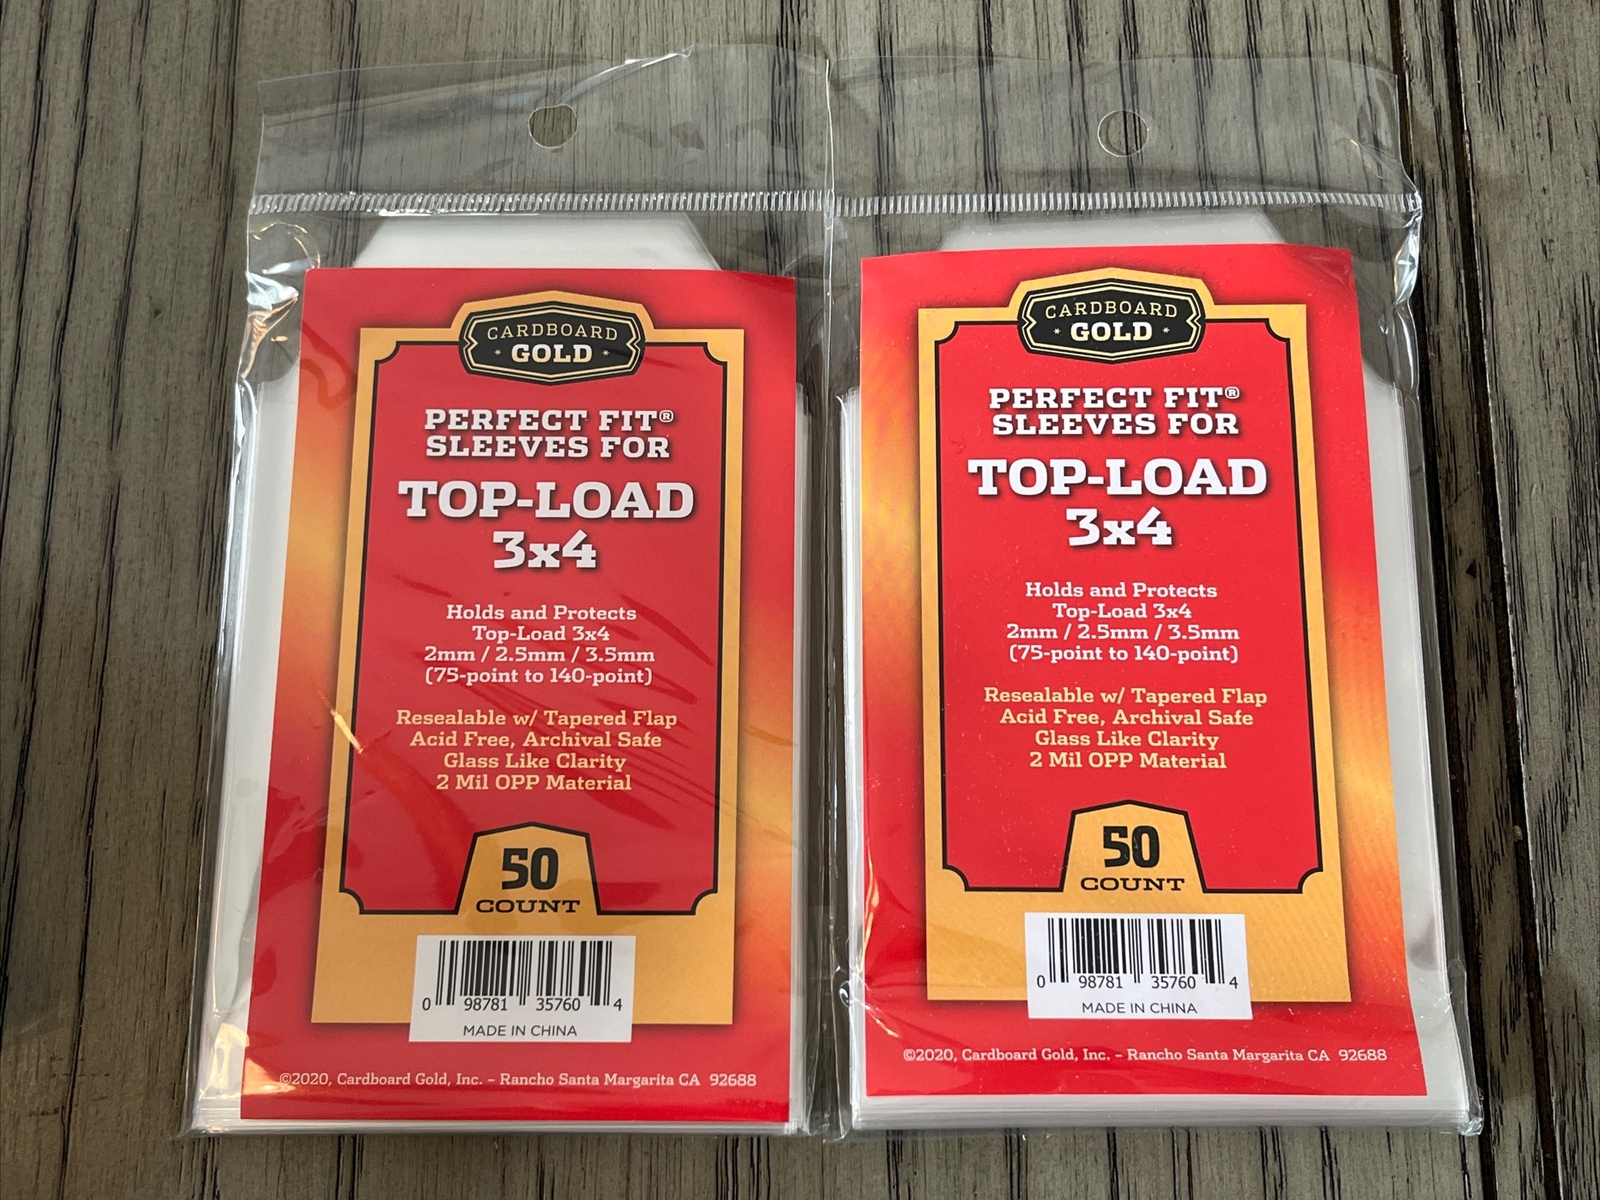 CARDBOARD
GOLD
PERFECT FIT®
SLEEVES FOR
TOP-LOAD
3x4
Holds and Protects
Top-Load 3x4
2mm / 2.5mm / 3.5mm
(75-point to 140-point)
Resealable w/ Tapered Flap
Acid Free, Archival Safe
Glass Like Clarity
2 Mil OPP Material
50
COUNT
0 98781 35760 4
MADE IN CHINA
©2020, Cardboard Gold, Inc. – Rancho Santa Margarita CA 92688
CARDBOARD
GOLD
PERFECT FIT®
SLEEVES FOR
TOP-LOAD
3x4
Holds and Protects
Top-Load 3x4
2mm / 2.5mm / 3.5mm
(75-point to 140-point)
Resealable w/ Tapered Flap
Acid Free, Archival Safe
Glass Like Clarity
2 Mil OPP Material
50
COUNT
0 98781 35760 4
MADE IN CHINA
©2020, Cardboard Gold, Inc. – Rancho Santa Margarita CA 92688